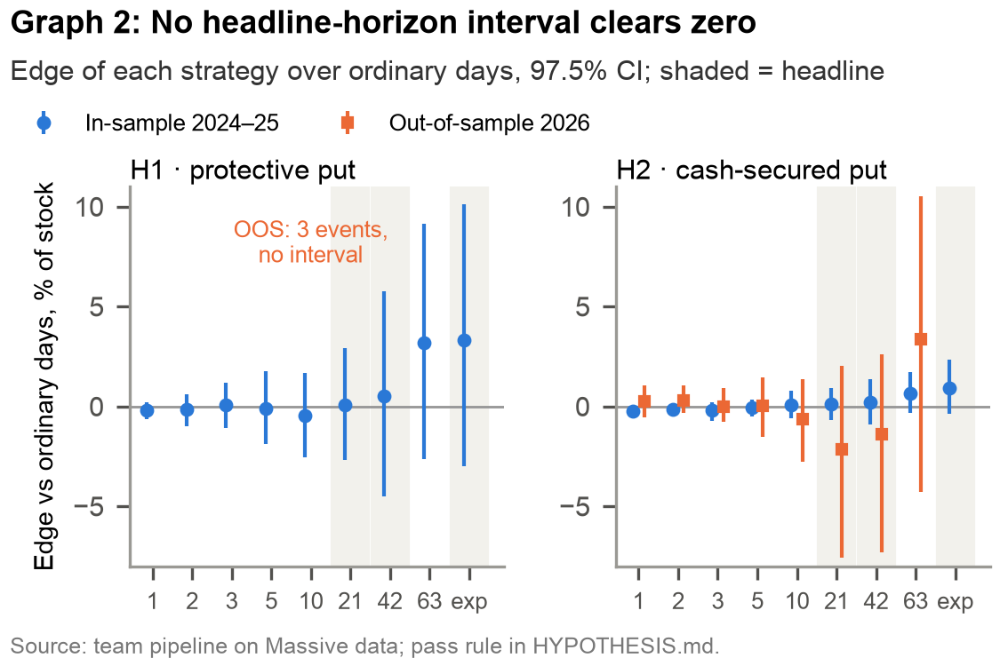 Graph 2: No headline-horizon interval clears zero
Edge of each strategy over ordinary days, 97.5% CI; shaded = headline
In-sample 2024–25
Out-of-sample 2026
H1 · protective put
H2 · cash-secured put
Edge vs ordinary days, % of stock
10
5
0
−5
OOS: 3 events,
no interval
1 2 3 5 10 21 42 63 exp
10
5
0
−5
1 2 3 5 10 21 42 63 exp
Source: team pipeline on Massive data; pass rule in HYPOTHESIS.md.